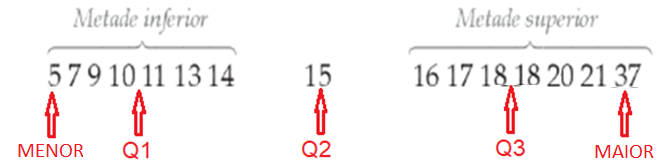 Metade inferior Metade superior
5 7 9 10 11 13 14 15 16 17 18 18 20 21 37
MENOR Q1 Q2 Q3 MAIOR